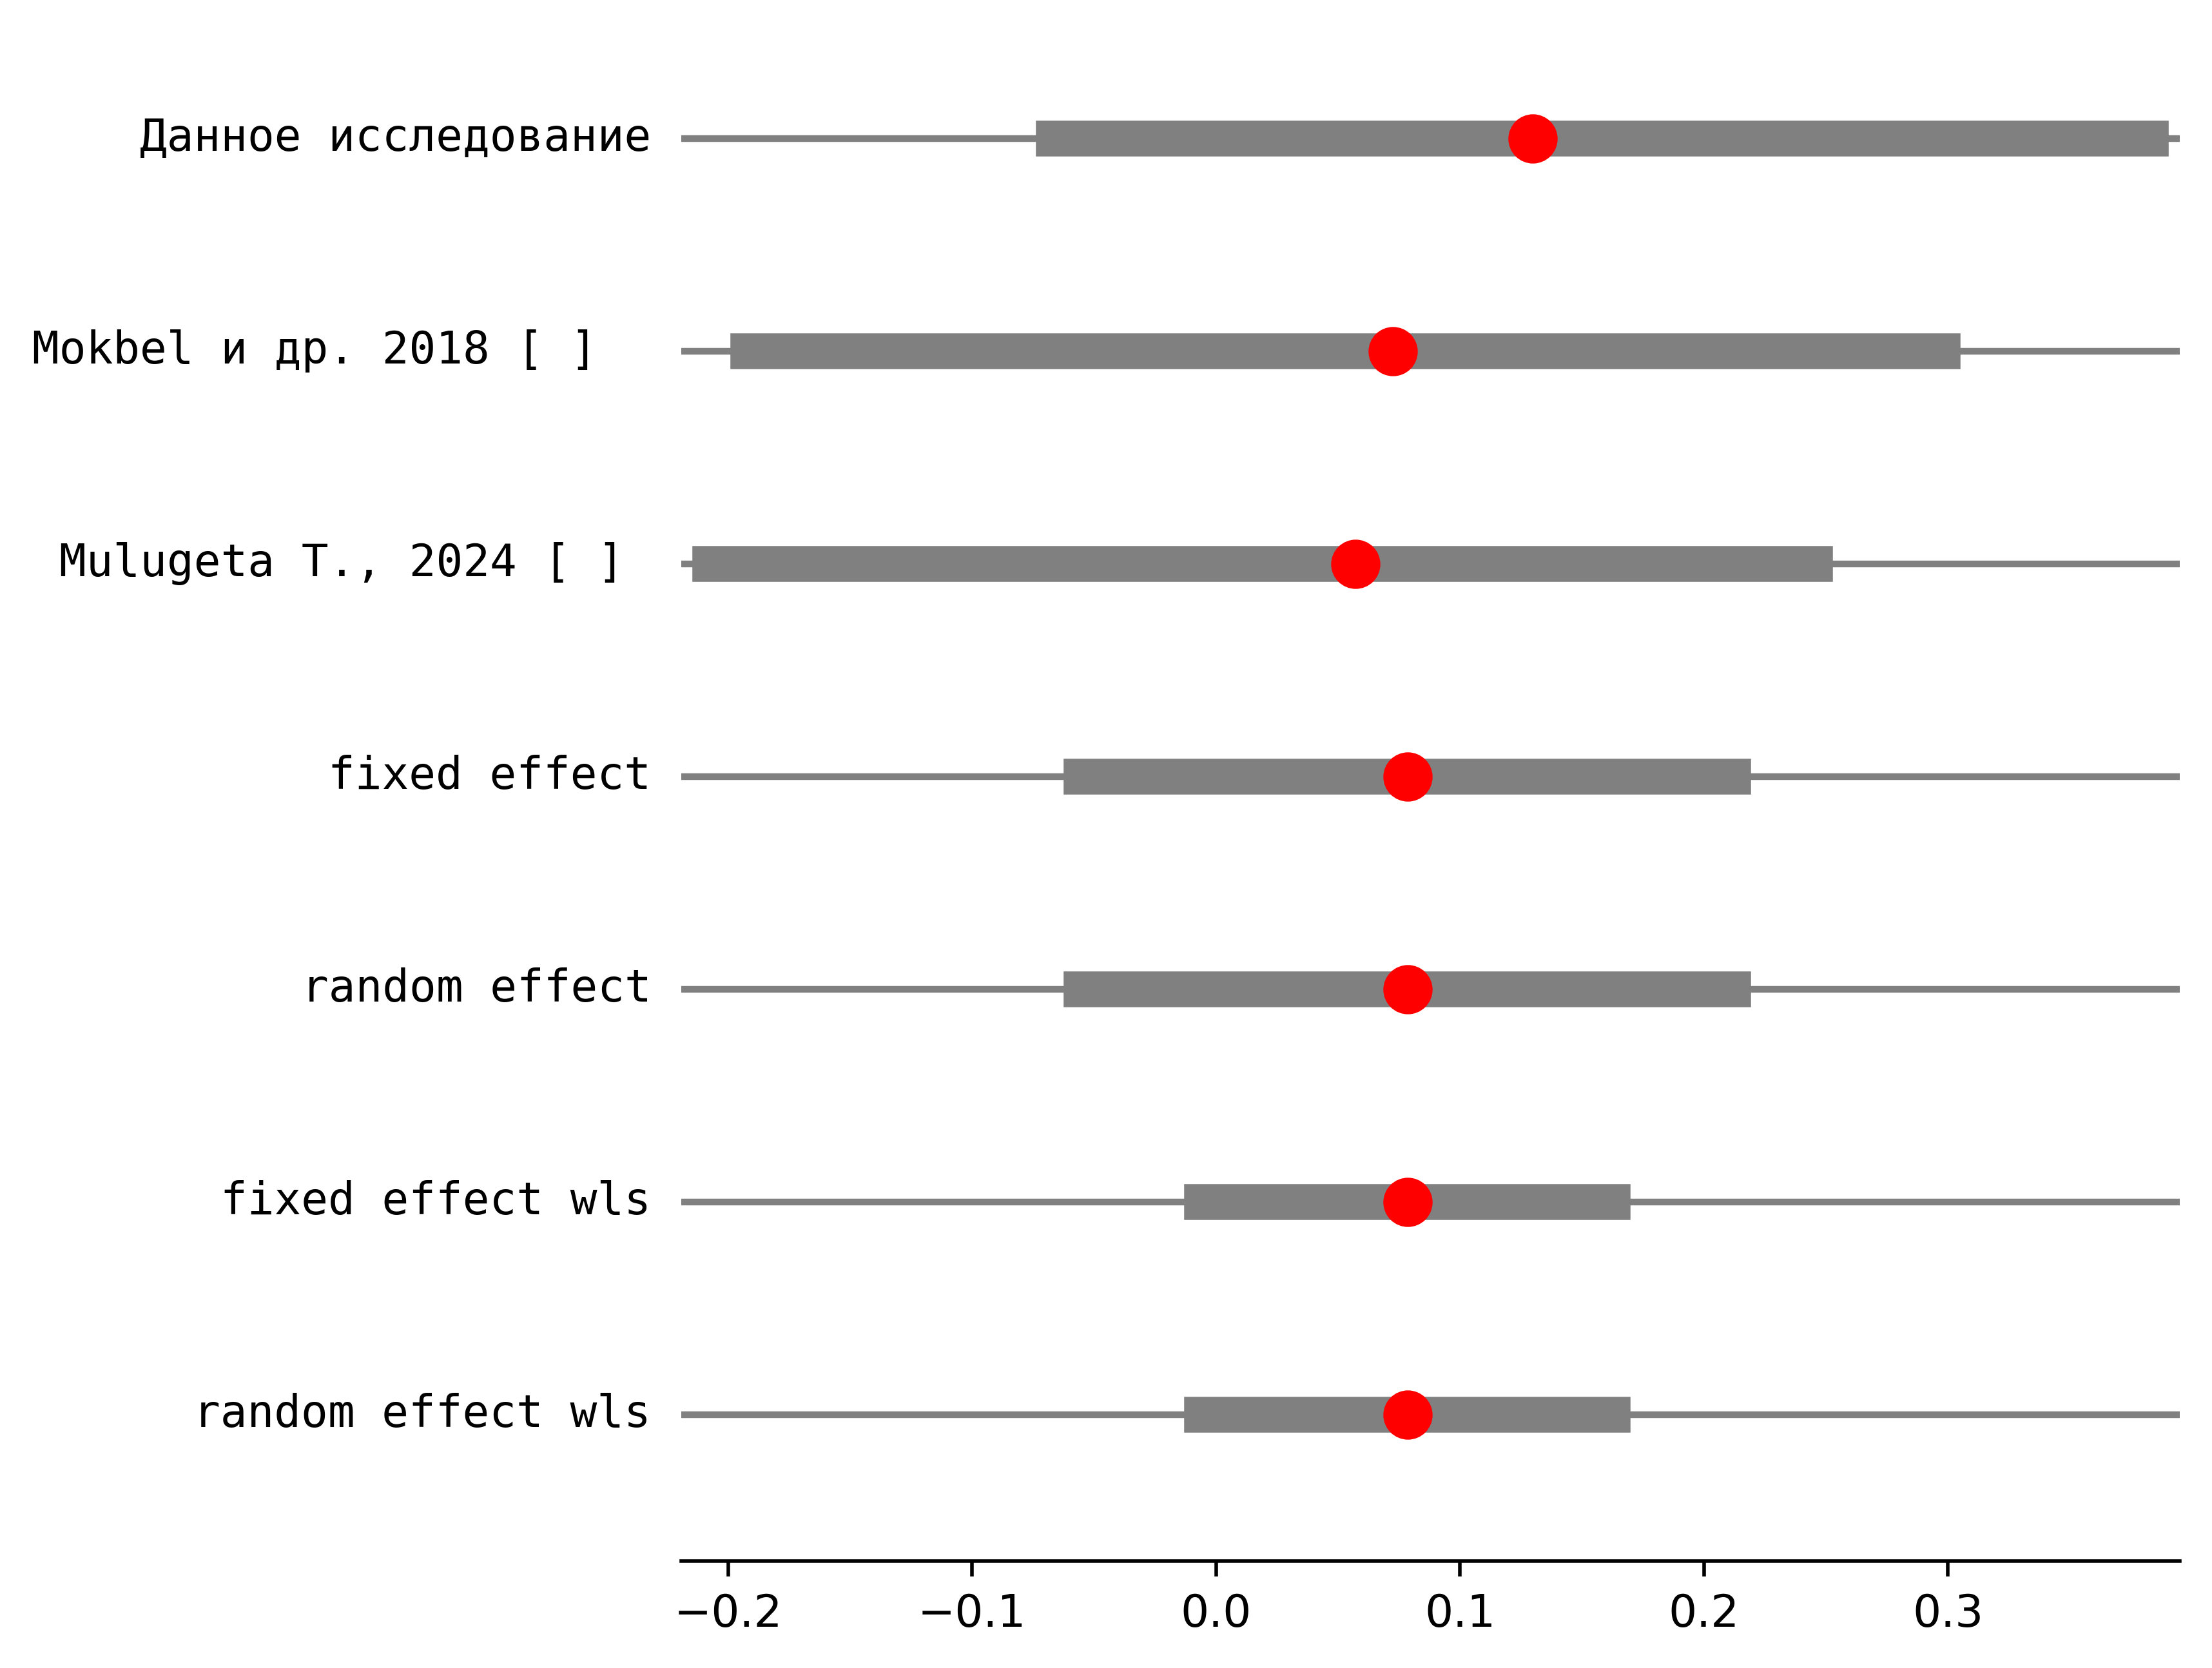 Данное исследование
Mokbel и др. 2018 [ ]
Mulugeta T., 2024 [ ]
fixed effect
random effect
fixed effect wls
random effect wls
−0.2 −0.1 0.0 0.1 0.2 0.3